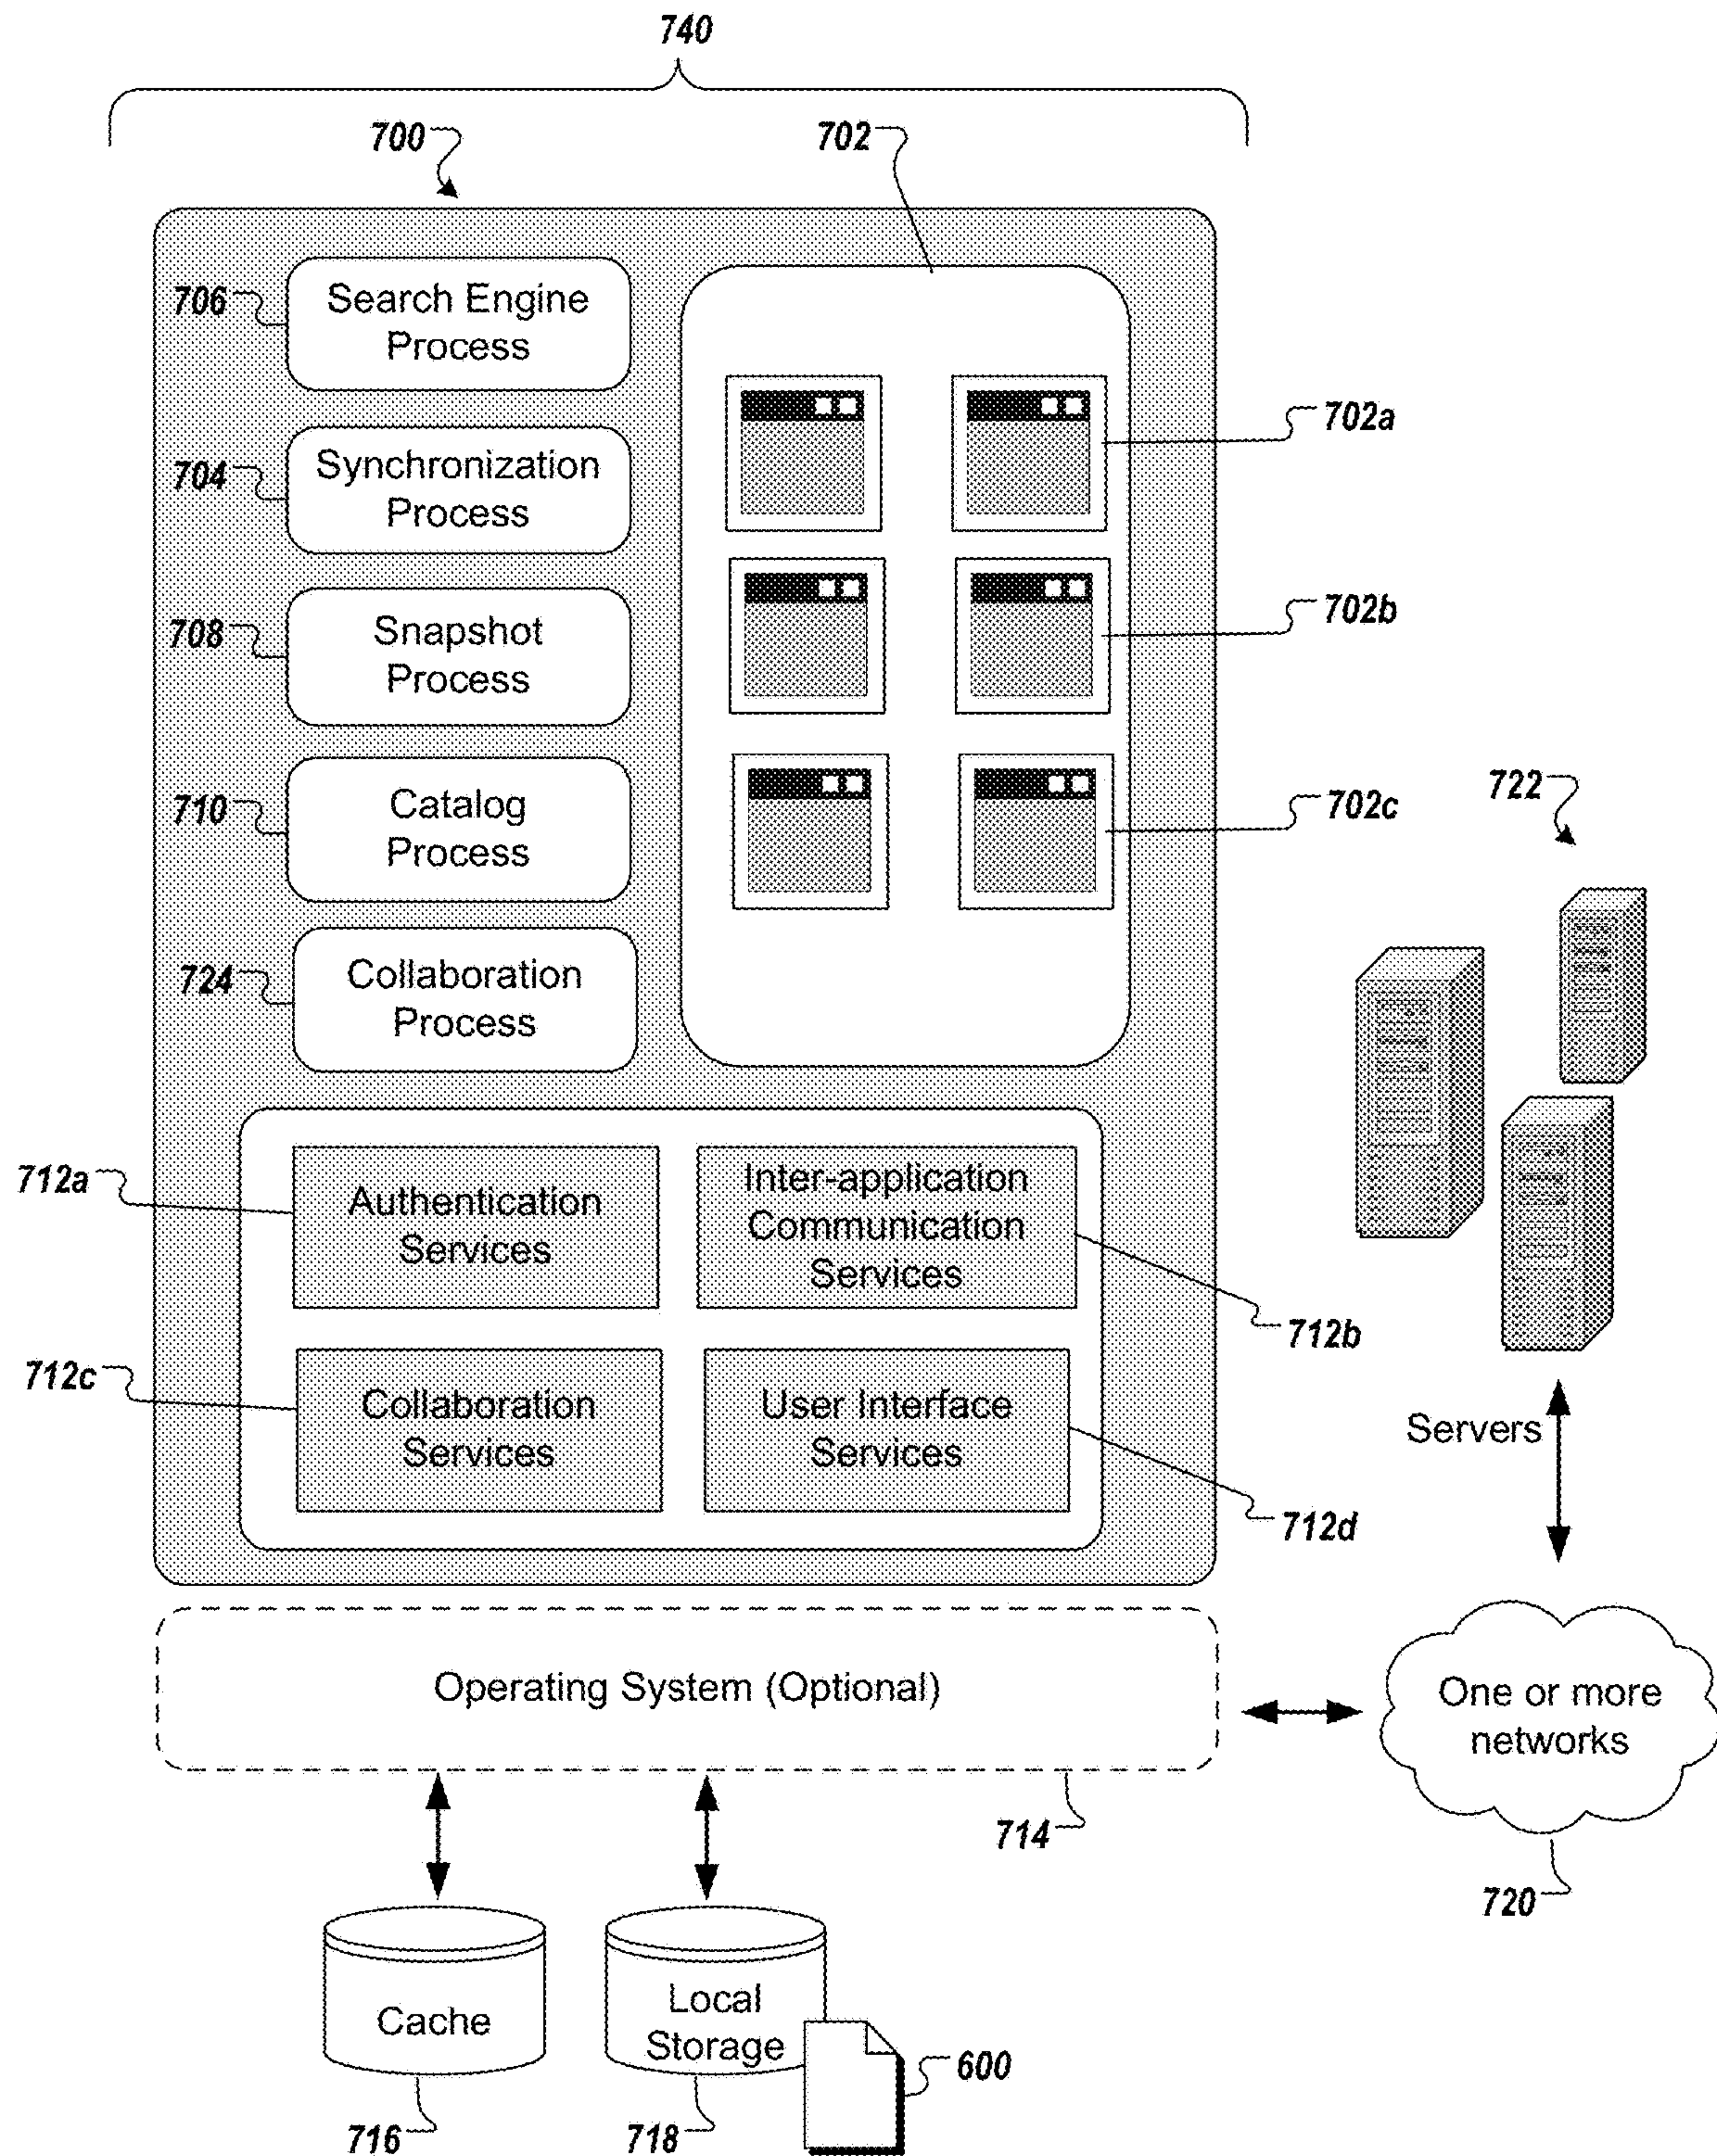 740
700
702
706
Search Engine
Process
702a
704
Synchronization
Process
702b
708
Snapshot
Process
710
Catalog
Process
702c
722
724
Collaboration
Process
712a
Authentication
Services
Inter-application
Communication
Services
712b
712c
Collaboration
Services
User Interface
Services
712d
Servers
Operating System (Optional)
One or more
networks
714
720
Cache
Local
Storage
600
716
718